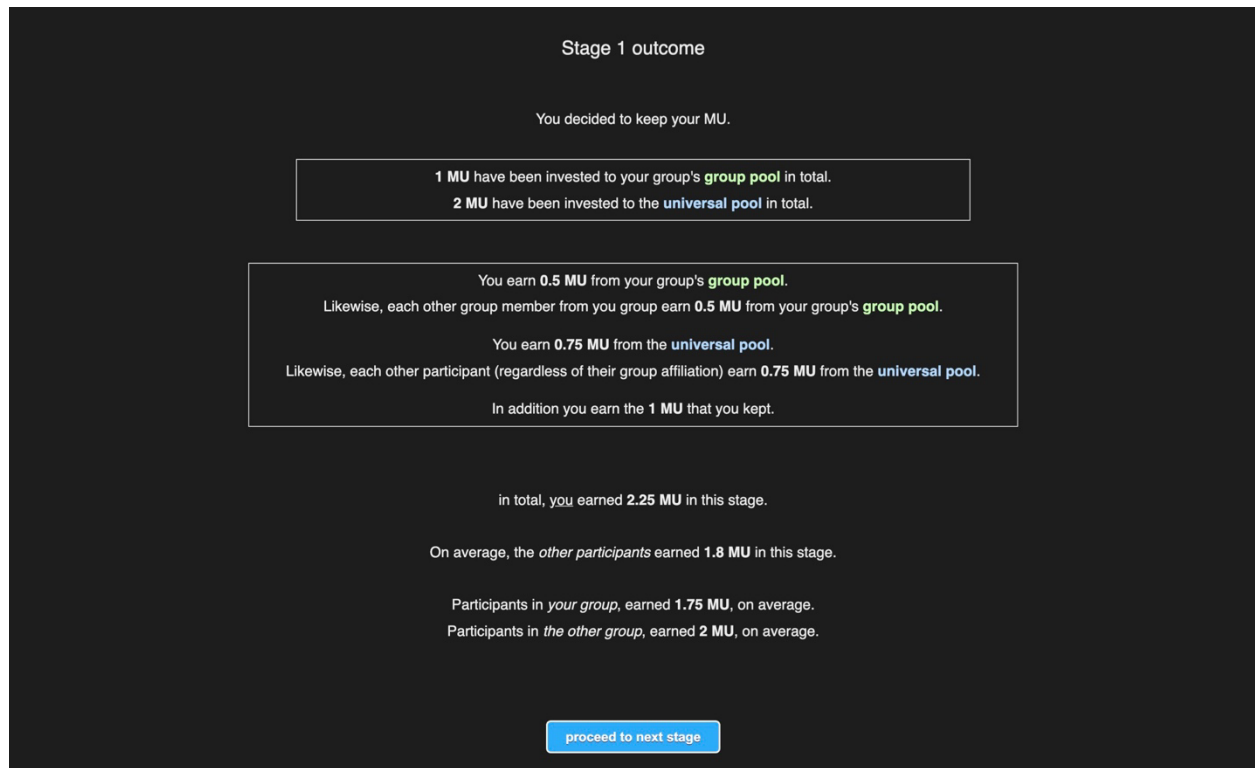 Stage 1 outcome
You decided to keep your MU.
1 MU have been invested to your group's group pool in total.
2 MU have been invested to the universal pool in total.
You earn 0.5 MU from your group's group pool.
Likewise, each other group member from you group earn 0.5 MU from your group's group pool.
You earn 0.75 MU from the universal pool.
Likewise, each other participant (regardless of their group affiliation) earn 0.75 MU from the universal pool.
In addition you earn the 1 MU that you kept.
in total, you earned 2.25 MU in this stage.
On average, the other participants earned 1.8 MU in this stage.
Participants in your group, earned 1.75 MU, on average.
Participants in the other group, earned 2 MU, on average.
proceed to next stage